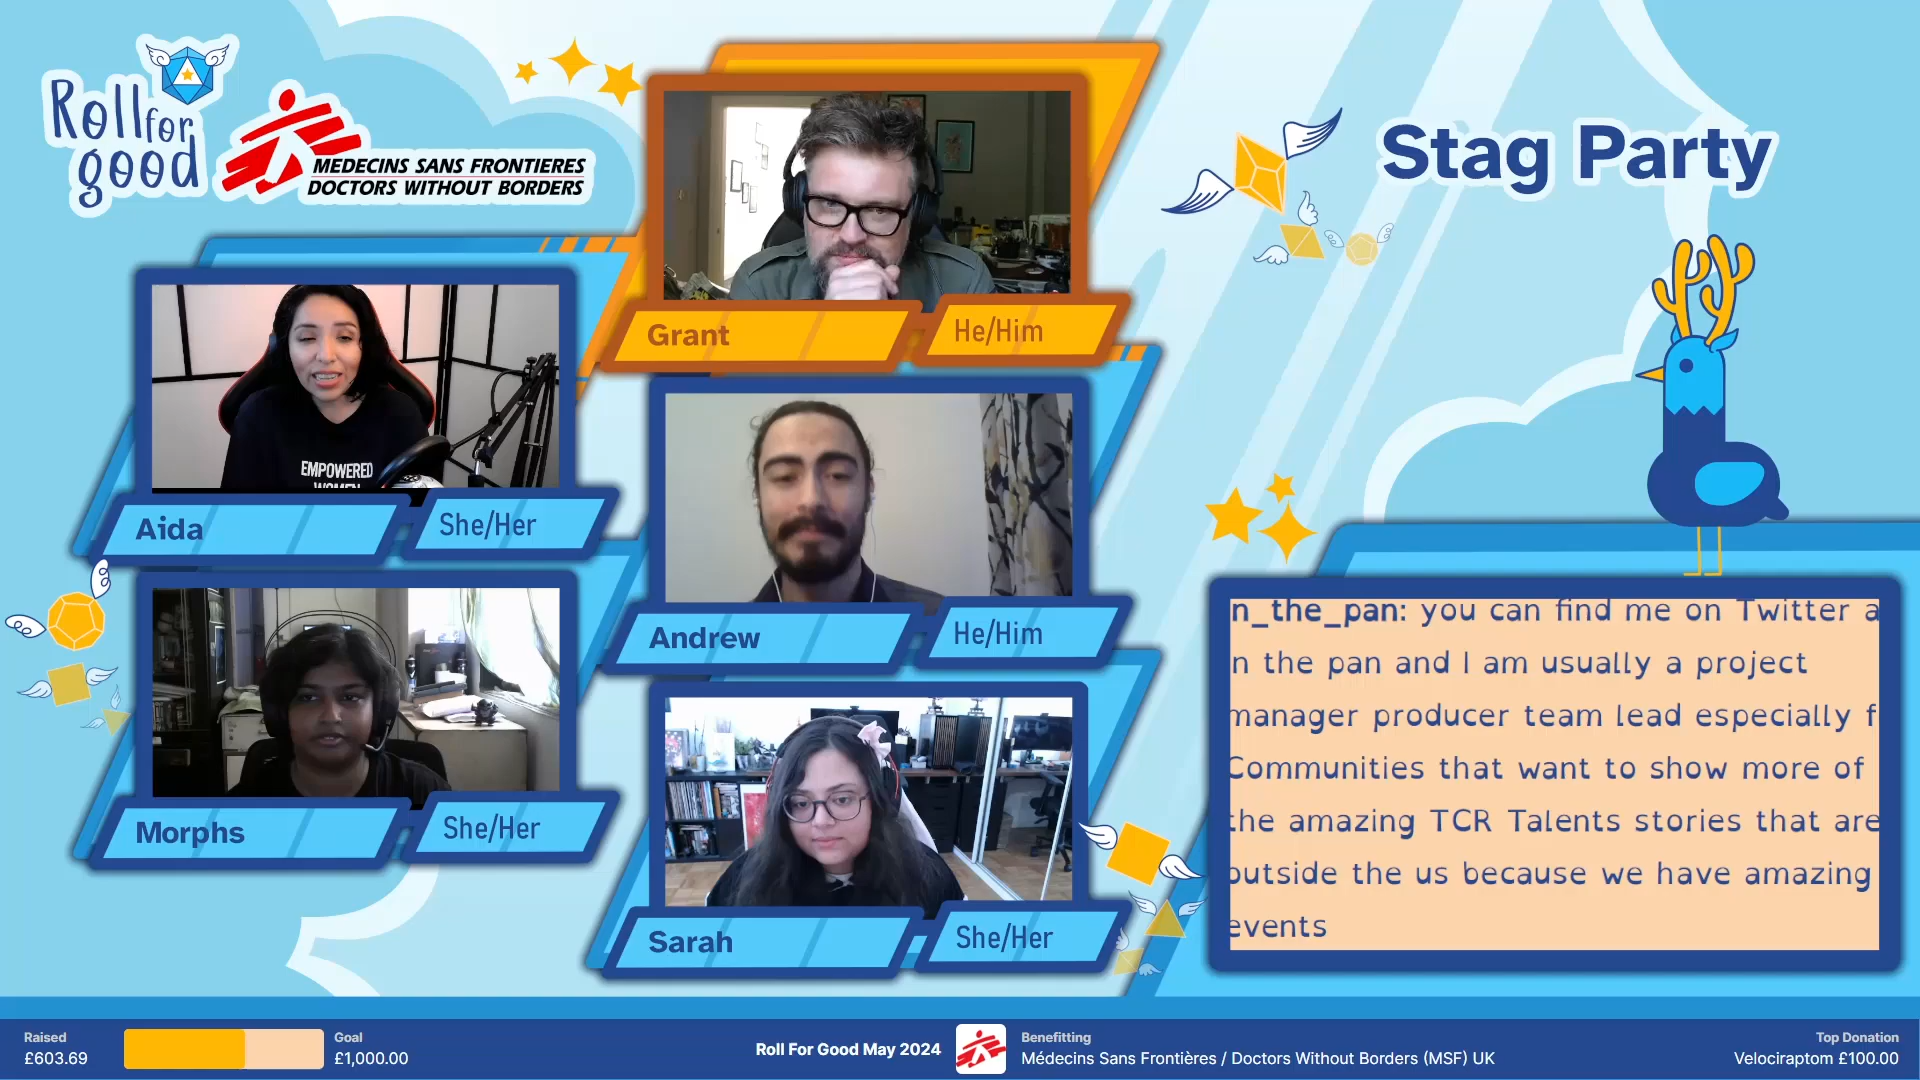 Roll for good
MEDECINS SANS FRONTIERES
DOCTORS WITHOUT BORDERS
Stag Party
Grant
He/Him
EMPOWERED
WOMEN
Aida
She/Her
Andrew
He/Him
Morphs
She/Her
Sarah
She/Her
n_the_pan: you can find me on Twitter a
n the pan and I am usually a project
manager producer team lead especially f
Communities that want to show more of
the amazing TCR Talents stories that are
outside the us because we have amazing
events
Raised
£603.69
Goal
£1,000.00
Roll For Good May 2024
Benefitting
Médecins Sans Frontières / Doctors Without Borders (MSF) UK
Top Donation
Velociraptom £100.00